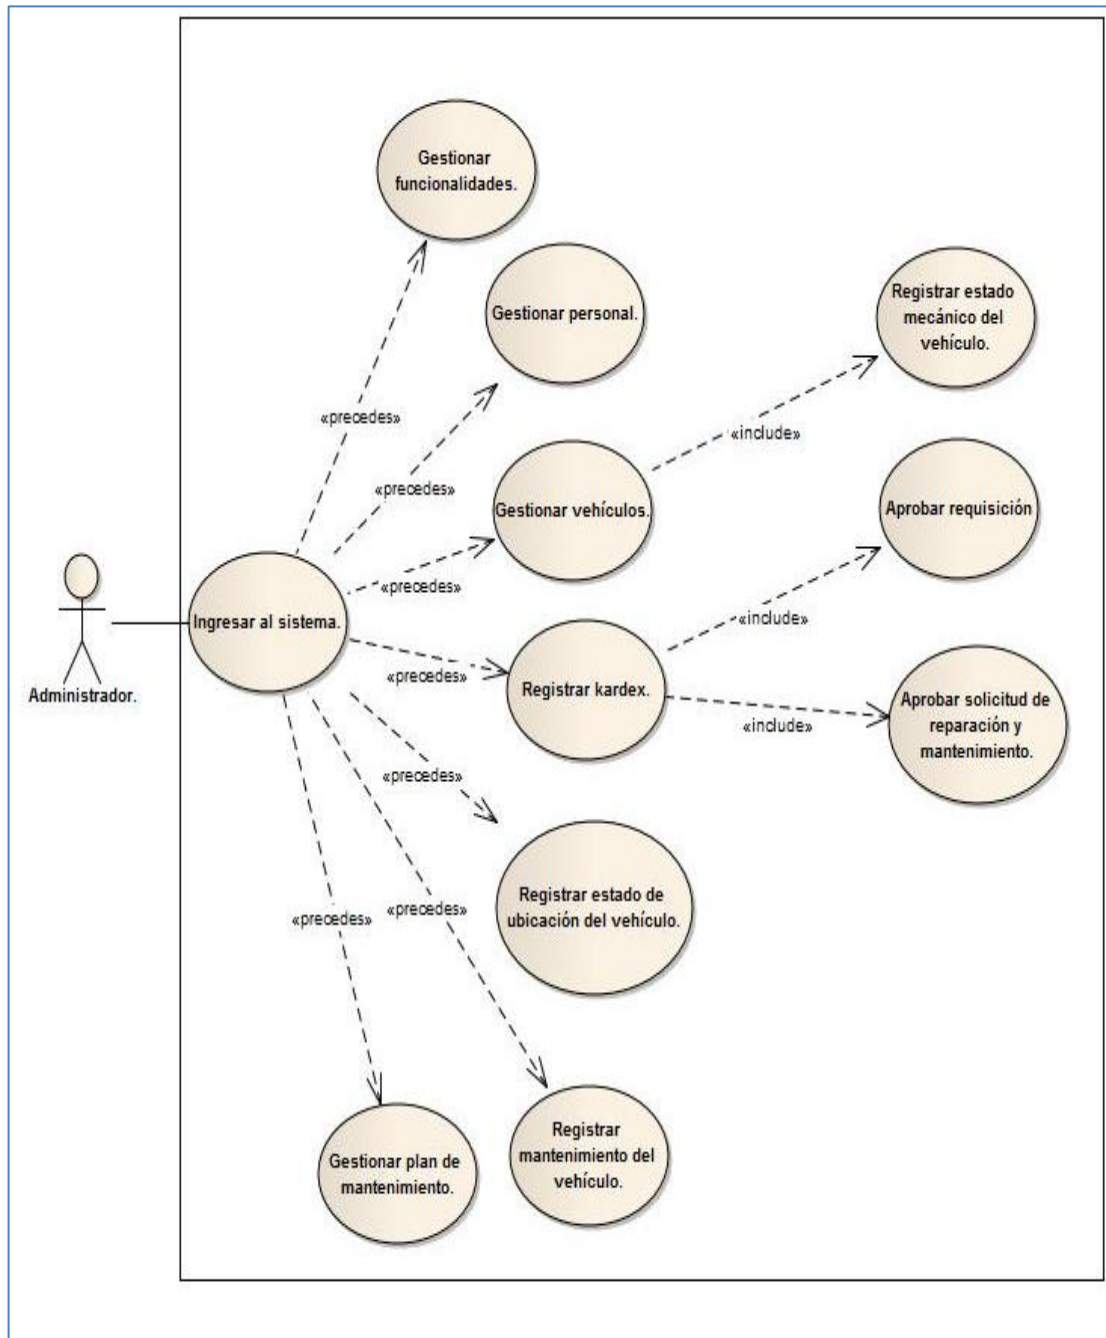 Gestionar
funcionalidades.
Gestionar personal.
Registrar estado
mecánico del
vehículo.
«precedes»
«include»
«precedes»
Gestionar vehículos.
Aprobar requisición
«precedes»
Ingresar al sistema.
«include»
Administrador.
«precedes»
Registrar kardex.
Aprobar solicitud de
reparación y
mantenimiento.
«include»
«precedes»
Registrar estado de
ubicación del vehículo.
«precedes»
«precedes»
Gestionar plan de
mantenimiento.
Registrar
mantenimiento del
vehículo.